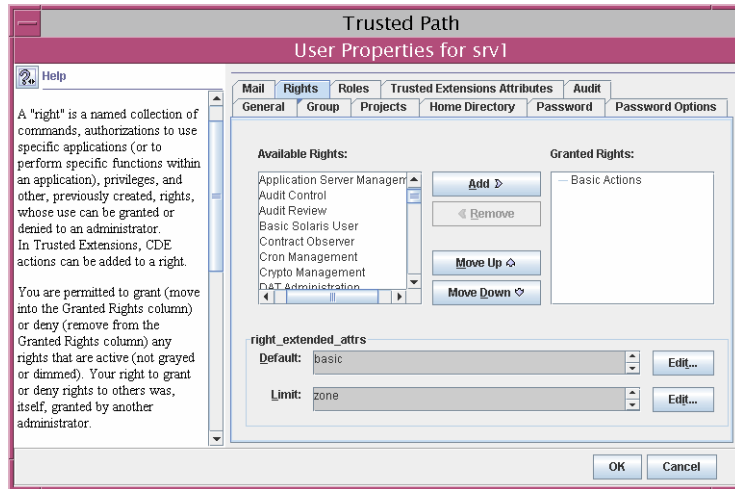 Trusted Path
User Properties for srv1
Help
A "right" is a named collection of
commands, authorizations to use
specific applications (or to
perform specific functions within
an application), privileges, and
other, previously created, rights,
whose use can be granted or
denied to an administrator.
In Trusted Extensions, CDE
actions can be added to a right.
You are permitted to grant (move
into the Granted Rights column)
or deny (remove from the
Granted Rights column) any
rights that are active (not grayed
or dimmed). Your right to grant
or deny rights to others was,
itself, granted by another
administrator.
Mail Rights Roles Trusted Extensions Attributes Audit
General Group Projects Home Directory Password Password Options
Available Rights:
Application Server Managem
Audit Control
Audit Review
Basic Solaris User
Contract Observer
Cron Management
Crypto Management
DAT Administration
Add
Remove
Move Up
Move Down
Granted Rights:
Basic Actions
right_extended_attrs
Default: basic Edit...
Limit: zone Edit...
OK Cancel